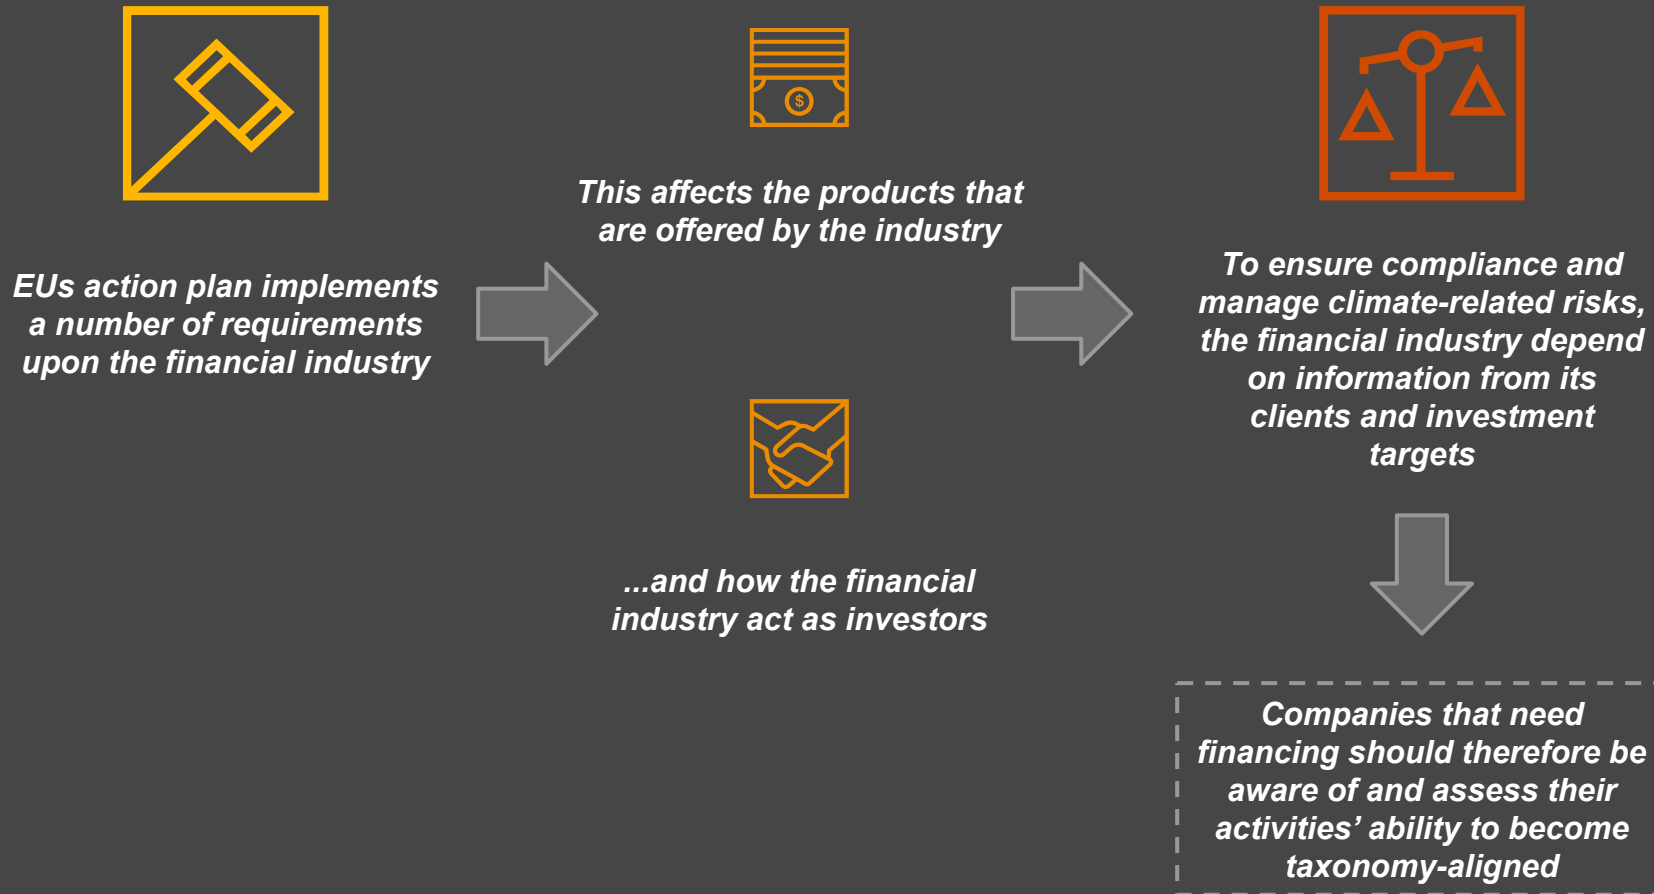 EUs action plan implements
a number of requirements
upon the financial industry
$
This affects the products that
are offered by the industry
...and how the financial
industry act as investors
To ensure compliance and
manage climate-related risks,
the financial industry depend
on information from its
clients and investment
targets
Companies that need
financing should therefore be
aware of and assess their
activities’ ability to become
taxonomy-aligned